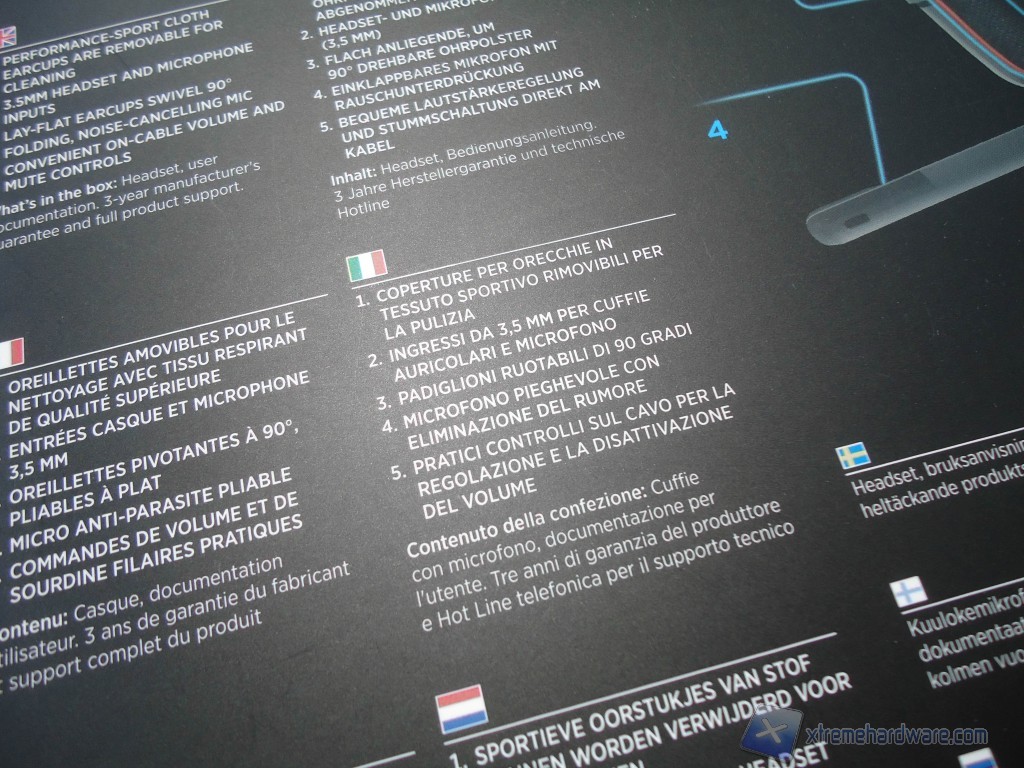 PERFORMANCE-SPORT CLOTH
EARCUPS ARE REMOVABLE FOR
CLEANING
3.5MM HEADSET AND MICROPHONE
INPUTS
LAY-FLAT EARCUPS SWIVEL 90°
FOLDING, NOISE-CANCELLING MIC
CONVENIENT ON-CABLE VOLUME AND
MUTE CONTROLS
hat's in the box: Headset, user
ocumentation. 3-year manufacturer's
uarantee and full product support.
ABGENOMMEN
2. HEADSET- UND MIKROFO
(3,5 MM)
3. FLACH ANLIEGENDE, UM
90° DREHBARE OHRPOLSTER
4. EINKLAPPBARES MIKROFON MIT
RAUSCHUNTERDRÜCKUNG
5. BEQUEME LAUTSTÄRKEREGELUNG
UND STUMMSCHALTUNG DIREKT AM
KABEL
Inhalt: Headset, Bedienungsanleitung.
3 Jahre Herstellergarantie und technische
Hotline
4
OREILLETTES AMOVIBLES POUR LE
NETTOYAGE AVEC TISSU RESPIRANT
DE QUALITÉ SUPÉRIEURE
ENTRÉES CASQUE ET MICROPHONE
3,5 MM
OREILLETTES PIVOTANTES À 90°,
PLIABLES À PLAT
MICRO ANTI-PARASITE PLIABLE
COMMANDES DE VOLUME ET DE
SOURDINE FILAIRES PRATIQUES
ontenu: Casque, documentation
tilisateur. 3 ans de garantie du fabricant
t support complet du produit
1. COPERTURE PER ORECCHIE IN
TESSUTO SPORTIVO RIMOVIBILI PER
LA PULIZIA
2. INGRESSI DA 3,5 MM PER CUFFIE
AURICOLARI E MICROFONO
3. PADIGLIONI RUOTABILI DI 90 GRADI
4. MICROFONO PIEGHEVOLE CON
ELIMINAZIONE DEL RUMORE
5. PRATICI CONTROLLI SUL CAVO PER LA
REGOLAZIONE E LA DISATTIVAZIONE
DEL VOLUME
Contenuto della confezione: Cuffie
con microfono, documentazione per
l'utente. Tre anni di garanzia del produttore
e Hot Line telefonica per il supporto tecnico
Headset, bruksanvisnin
heltäckande produkts
Kuulokemikrof
dokumentaat
kolmen vuo
1. SPORTIEVE OORSTUKJES VAN STOF
NNEN WORDEN VERWIJDERD VOOR
HEADSET
xtremehardware.com